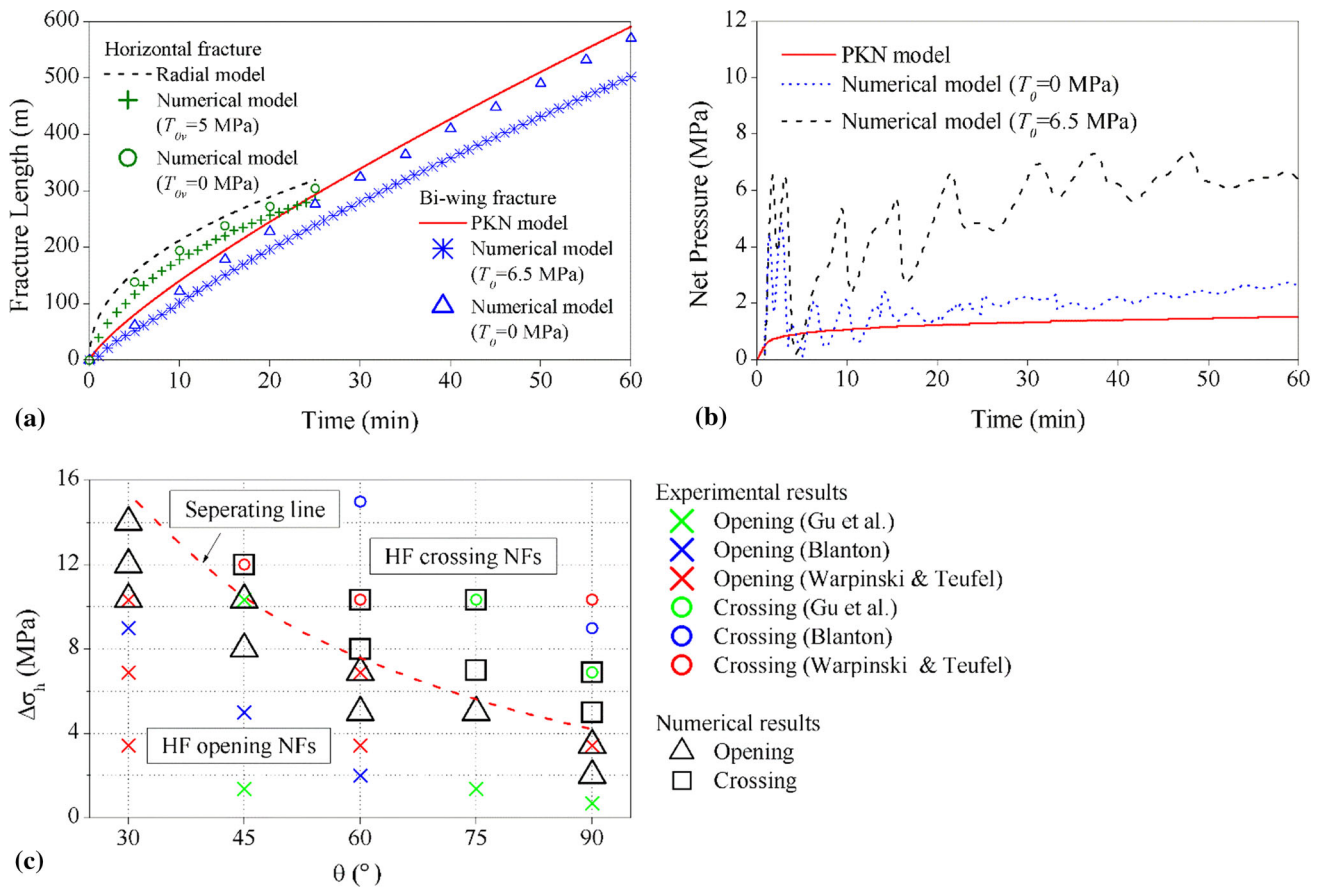 600
500
400
300
200
100
0
Fracture Length (m)
Horizontal fracture
Radial model
Numerical model
(T0v=5 MPa)
Numerical model
(T0v=0 MPa)
Bi-wing fracture
PKN model
Numerical model
(T0=6.5 MPa)
Numerical model
(T0=0 MPa)
0 10 20 30 40 50 60
Time (min)
(a)
12
10
8
6
4
2
0
Net Pressure (MPa)
PKN model
Numerical model (T0=0 MPa)
Numerical model (T0=6.5 MPa)
0 10 20 30 40 50 60
Time (min)
(b)
16
12
8
4
0
Δσh (MPa)
Seperating line
HF crossing NFs
HF opening NFs
30 45 60 75 90
θ (°)
(c)
Experimental results
Opening (Gu et al.)
Opening (Blanton)
Opening (Warpinski & Teufel)
Crossing (Gu et al.)
Crossing (Blanton)
Crossing (Warpinski & Teufel)
Numerical results
Opening
Crossing